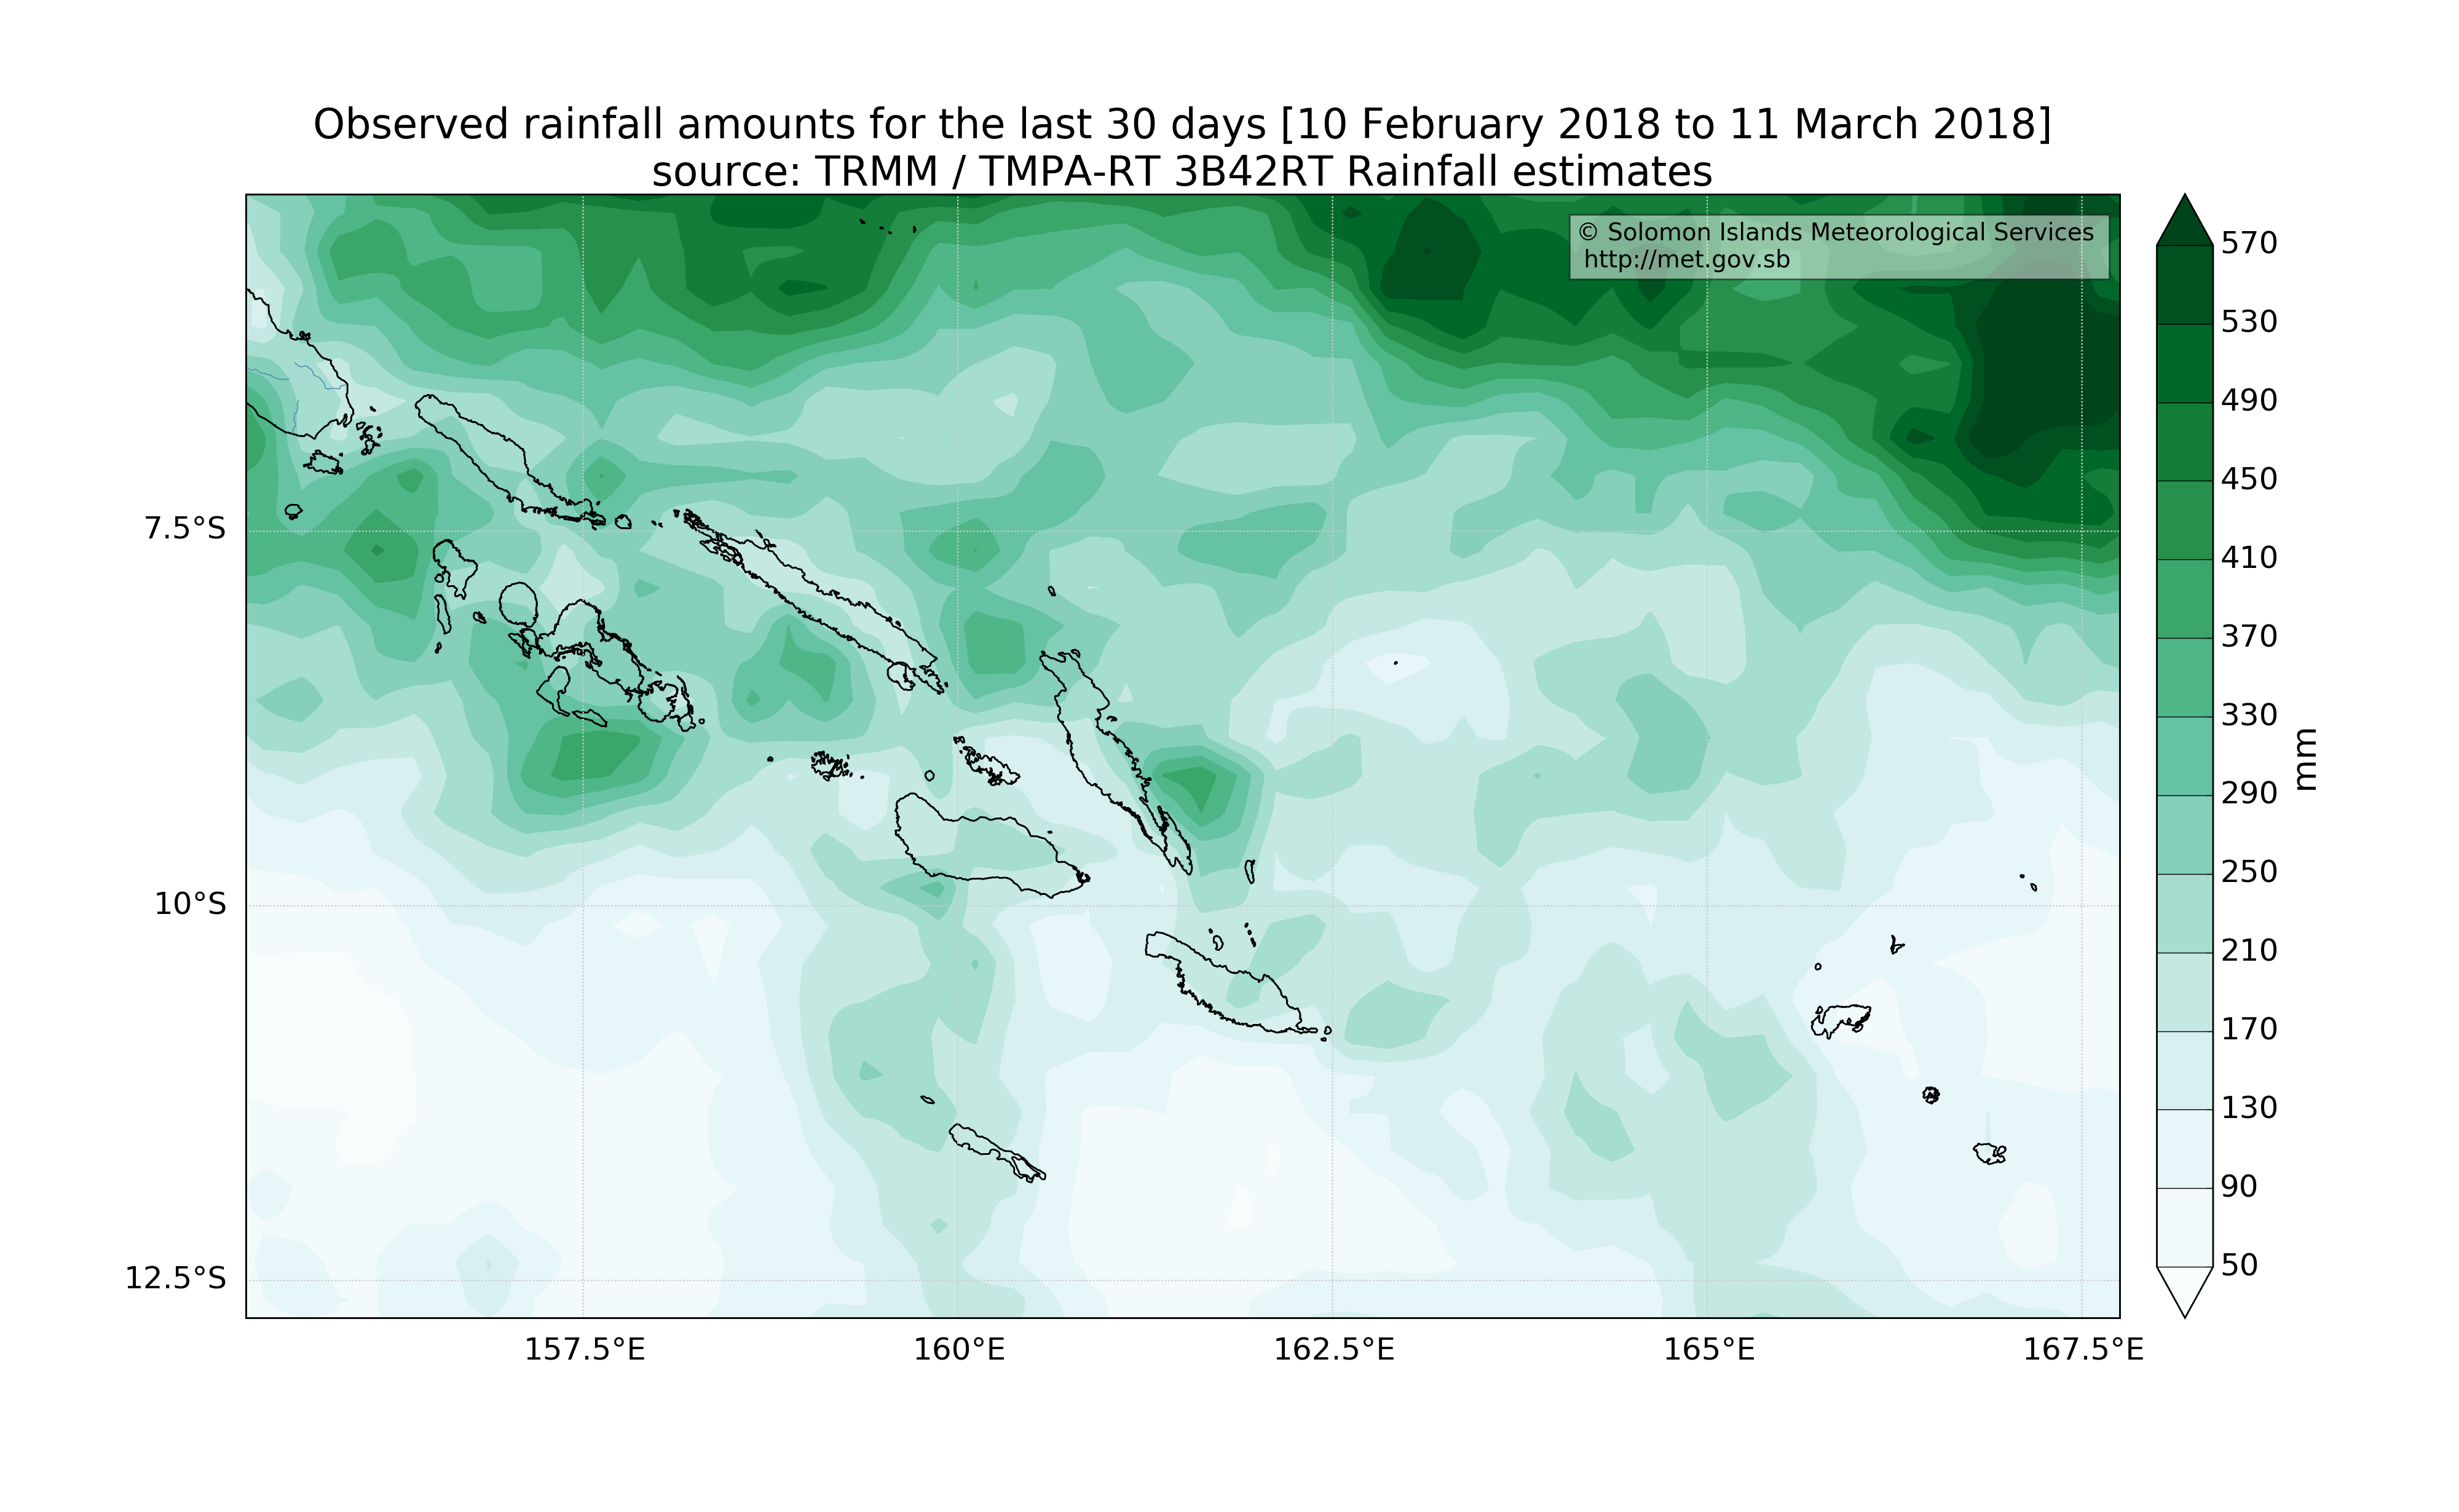 Observed rainfall amounts for the last 30 days [10 February 2018 to 11 March 2018]
source: TRMM / TMPA-RT 3B42RT Rainfall estimates
© Solomon Islands Meteorological Services
http://met.gov.sb
7.5°S
10°S
12.5°S
157.5°E
160°E
162.5°E
165°E
167.5°E
570
530
490
450
410
370
330
290
250
210
170
130
90
50
mm